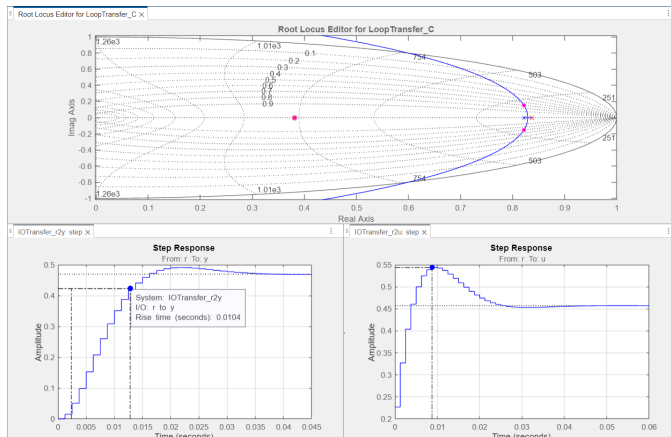 Root Locus Editor for LoopTransfer_C
Root Locus Editor for LoopTransfer_C
1.26e3
1.01e3
0.1
0.2
0.3
0.4
0.5
0.6
0.7
0.8
0.9
754
503
251
251
503
754
1.01e3
1.26e3
1
0.8
0.6
0.4
0.2
0
-0.2
-0.4
-0.6
-0.8
-1
Imag Axis
0 0.1 0.2 0.3 0.4 0.5 0.6 0.7 0.8 0.9 1
Real Axis
IOTransfer_r2y: step
Step Response
From: r To: y
0.5
0.4
0.3
0.2
0.1
0
Amplitude
System: IOTransfer_r2y
I/O: r to y
Rise time (seconds): 0.0104
0 0.005 0.01 0.015 0.02 0.025 0.03 0.035 0.04 0.045
Time (seconds)
IOTransfer_r2u: step
Step Response
From: r To: u
0.55
0.5
0.45
0.4
0.35
0.3
0.25
0.2
Amplitude
0 0.01 0.02 0.03 0.04 0.05 0.06
Time (seconds)